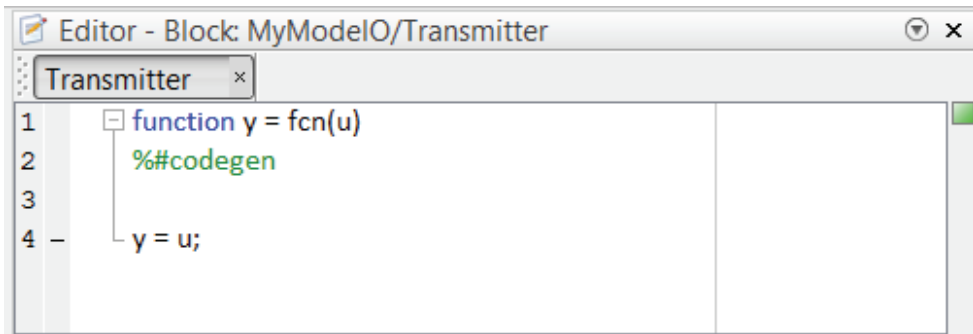 Editor - Block: MyModelO/Transmitter
Transmitter
1 function y = fcn(u)
2 %#codegen
3
4 – y = u;